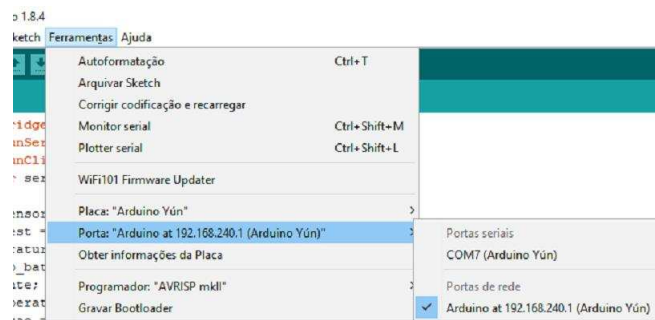 o 1.8.4
ketch Ferramentas Ajuda
Autoformatação Ctrl+T
Arquivar Sketch
Corrigir codificação e recarregar
Monitor serial Ctrl+Shift+M
Plotter serial Ctrl+Shift+L
WiFi101 Firmware Updater
Placa: "Arduino Yún"
Porta: "Arduino at 192.168.240.1 (Arduino Yún)"
Obter informações da Placa
Programador: "AVRISP mkII"
Gravar Bootloader
Portas seriais
COM7 (Arduino Yún)
Portas de rede
Arduino at 192.168.240.1 (Arduino Yún)